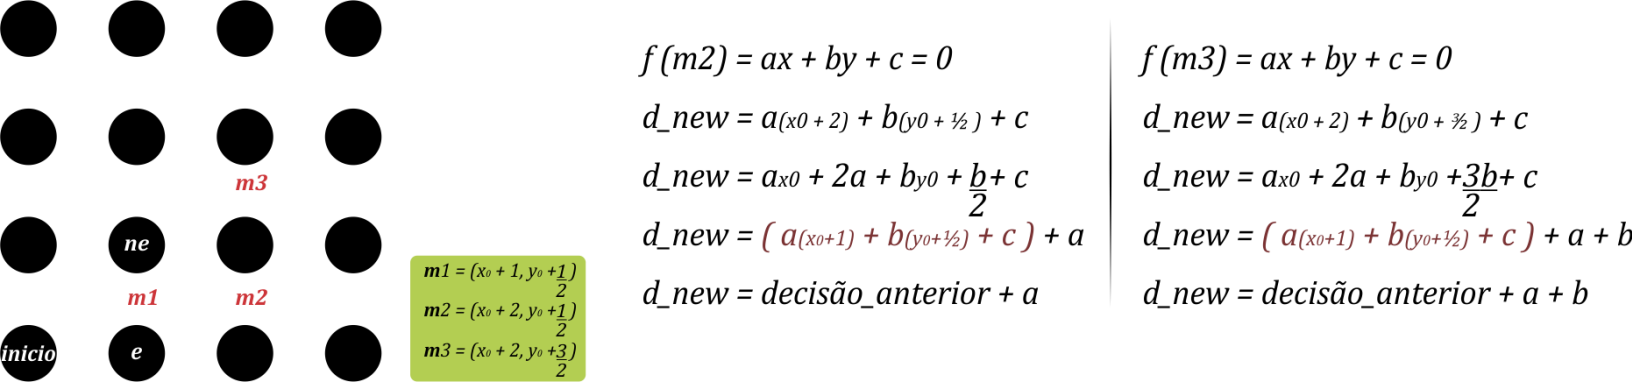 m3
ne
m1 m2
inicio e
m1 = (x₀ + 1, y₀ + 1/2)
m2 = (x₀ + 2, y₀ + 1/2)
m3 = (x₀ + 2, y₀ + 3/2)
f (m2) = ax + by + c = 0
d_new = a(x0 + 2) + b(y0 + ½ ) + c
d_new = ax0 + 2a + by0 + b/2 + c
d_new = ( a(x₀+1) + b(y₀+½) + c ) + a
d_new = decisão_anterior + a
f (m3) = ax + by + c = 0
d_new = a(x0 + 2) + b(y0 + 3⁄2 ) + c
d_new = ax0 + 2a + by0 + 3b/2 + c
d_new = ( a(x₀+1) + b(y₀+½) + c ) + a + b
d_new = decisão_anterior + a + b